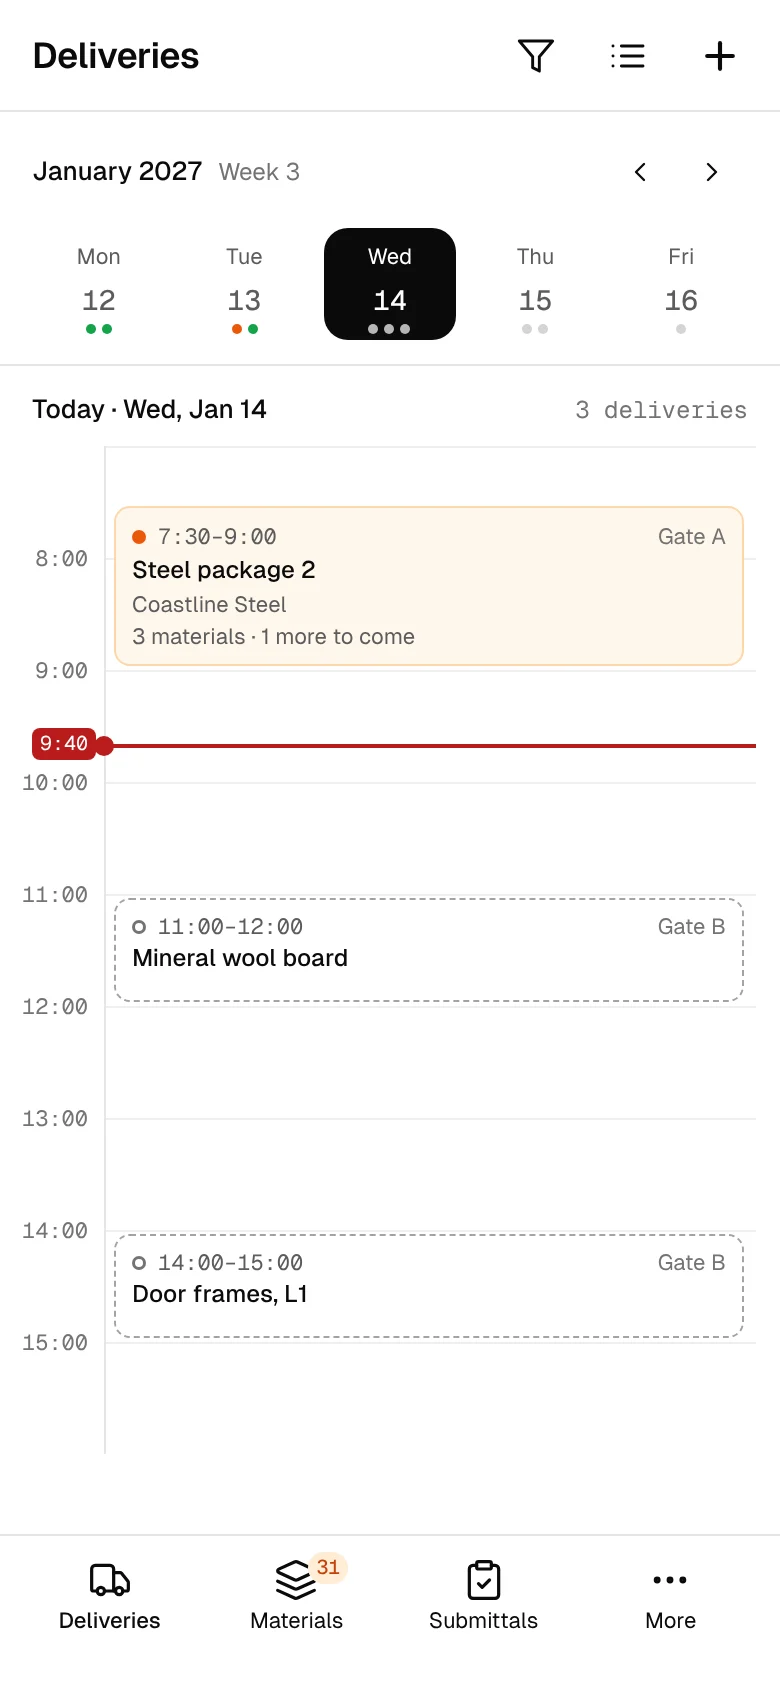 Deliveries
January 2027 Week 3
Mon Tue Wed Thu Fri
12 13 14 15 16
Today · Wed, Jan 14 3 deliveries
7:30–9:00 Gate A
8:00
Steel package 2
Coastline Steel
3 materials · 1 more to come
9:00
9:40
10:00
11:00
11:00–12:00 Gate B
Mineral wool board
12:00
13:00
14:00
14:00–15:00 Gate B
Door frames, L1
15:00
31
Deliveries Materials Submittals More